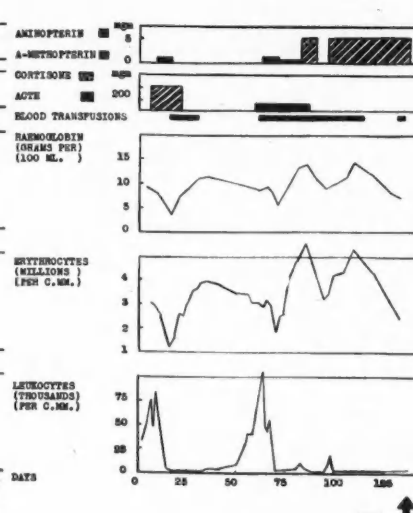 AMINOPTERIN mgm
5
A-METHOPTERIN 0
CORTISONE mgm
ACTH 200
BLOOD TRANSFUSIONS
HAEMOGLOBIN
(GRAMS PER)
(100 ML. )
15
10
5
0
ERYTHROCYTES
(MILLIONS )
(PER C.MM.)
4
3
2
1
LEUKOCYTES
(THOUSANDS)
(PER C.MM.)
75
50
25
0
DAYS 0 25 50 75 100 125